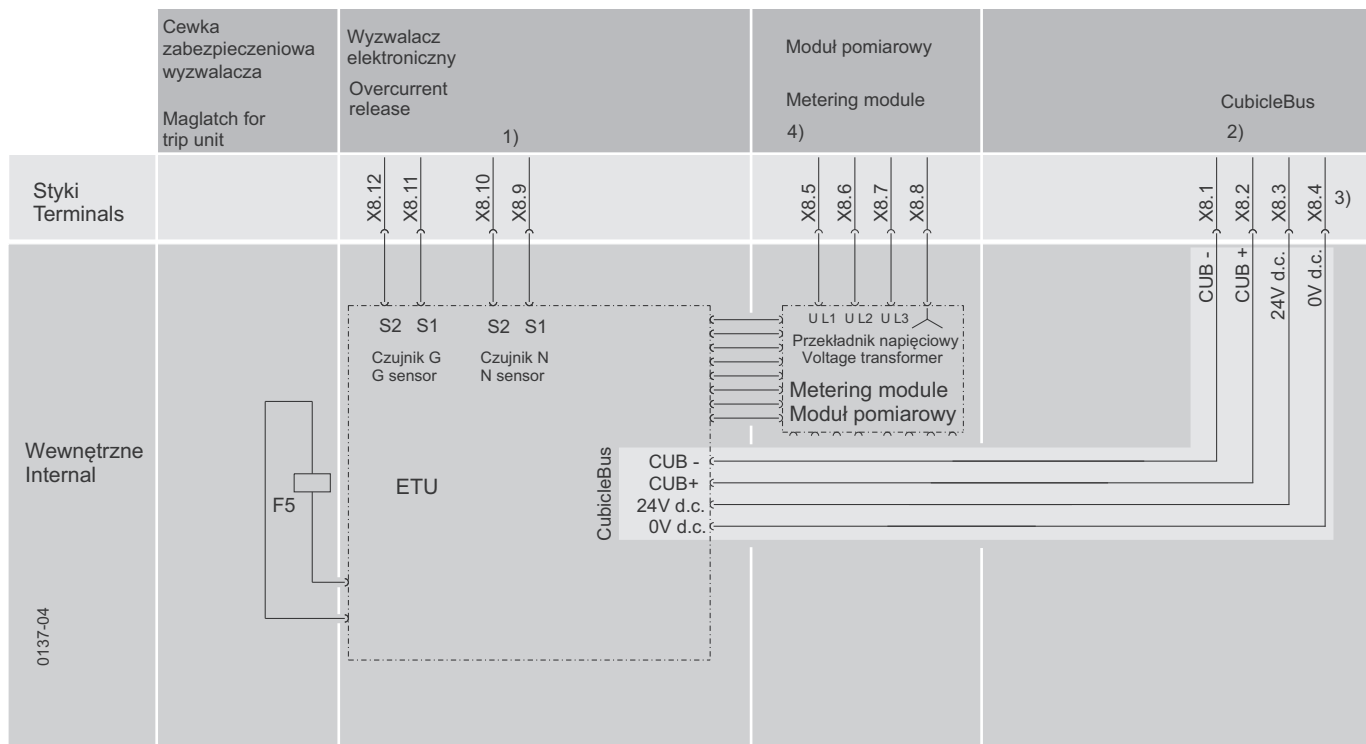 Cewka
zabezpieczeniowa
wyzwalacza
Maglatch for
trip unit
Wyzwalacz
elektroniczny
Overcurrent
release
1)
Moduł pomiarowy
Metering module
4)
CubicleBus
2)
Styki
Terminals
X8.12
X8.11
X8.10
X8.9
X8.5
X8.6
X8.7
X8.8
X8.1
X8.2
X8.3
X8.4
3)
CUB -
CUB +
24V d.c.
0V d.c.
S2 S1
S2 S1
Czujnik G
G sensor
Czujnik N
N sensor
U L1 U L2 U L3
Przekładnik napięciowy
Voltage transformer
Metering module
Moduł pomiarowy
Wewnętrzne
Internal
F5
ETU
CubicleBus
CUB -
CUB+
24V d.c.
0V d.c.
0137-04